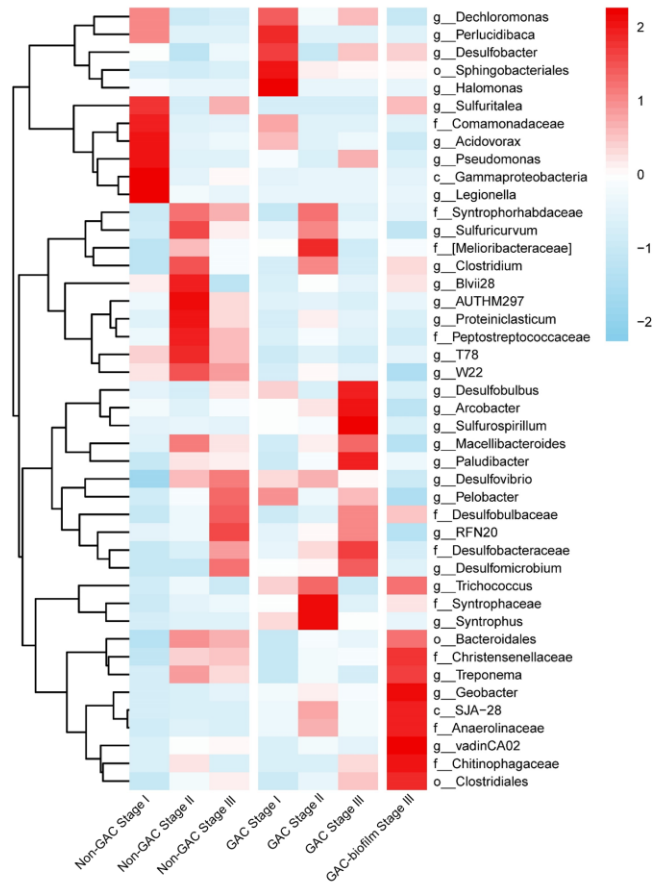 g__Dechloromonas
g__Perlucidibaca
g__Desulfobacter
o__Sphingobacteriales
g__Halomonas
g__Sulfuritalea
f__Comamonadaceae
g__Acidovorax
g__Pseudomonas
c__Gammaproteobacteria
g__Legionella
f__Syntrophorhabdaceae
g__Sulfuricurvum
f__[Melioribacteraceae]
g__Clostridium
g__Blvii28
g__AUTHM297
g__Proteiniclasticum
f__Peptostreptococcaceae
g__T78
g__W22
g__Desulfobulbus
g__Arcobacter
g__Sulfurospirillum
g__Macellibacteroides
g__Paludibacter
g__Desulfovibrio
g__Pelobacter
f__Desulfobulbaceae
g__RFN20
f__Desulfobacteraceae
g__Desulfomicrobium
g__Trichococcus
f__Syntrophaceae
g__Syntrophus
o__Bacteroidales
f__Christensenellaceae
g__Treponema
g__Geobacter
c__SJA−28
f__Anaerolinaceae
g__vadinCA02
f__Chitinophagaceae
o__Clostridiales
2
1
0
−1
−2
Non-GAC Stage I
Non-GAC Stage II
Non-GAC Stage III
GAC Stage I
GAC Stage II
GAC Stage III
GAC-biofilm Stage III